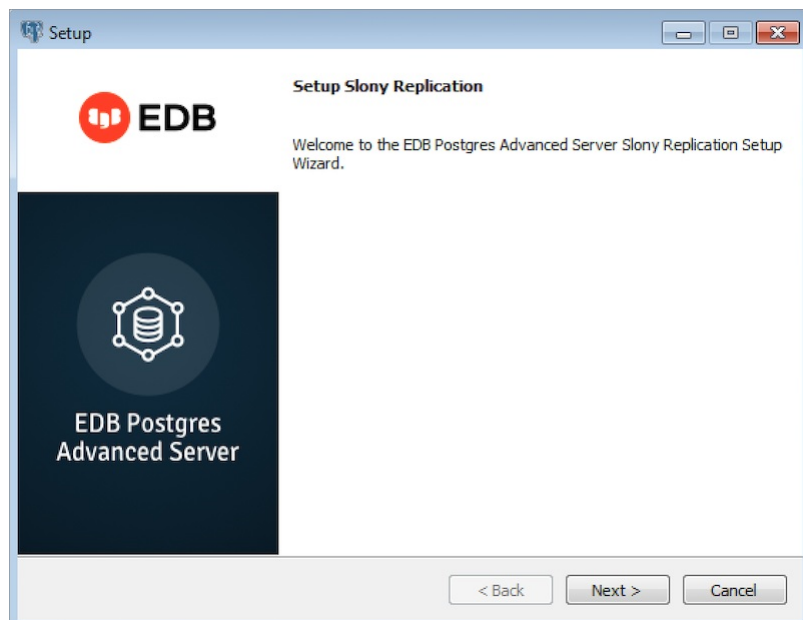 Setup
EDB
Setup Slony Replication
Welcome to the EDB Postgres Advanced Server Slony Replication Setup
Wizard.
EDB Postgres
Advanced Server
< Back
Next >
Cancel